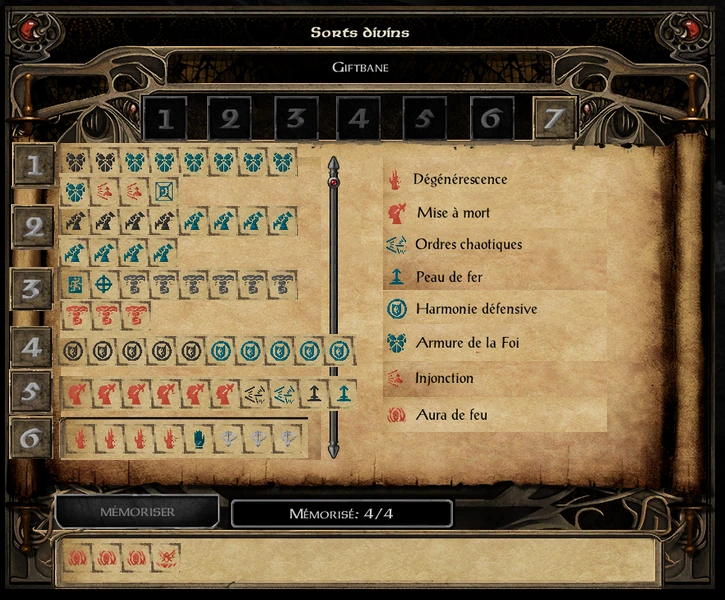 Sorts divins
Giftbane
1 2 3 4 5 6 7
1
2
3
4
5
6
Dégénérescence
Mise à mort
Ordres chaotiques
Peau de fer
Harmonie défensive
Armure de la Foi
Injonction
Aura de feu
MÉMORISER
Mémorisé: 4/4